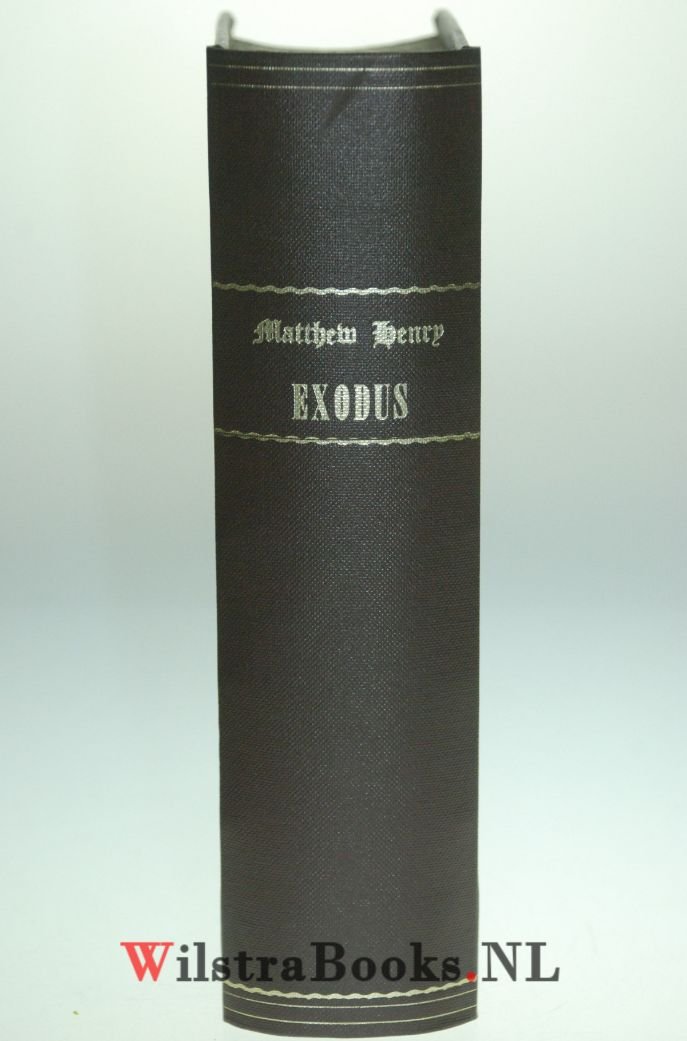 Matthew Henry
EXODUS
WilstraBooks.NL